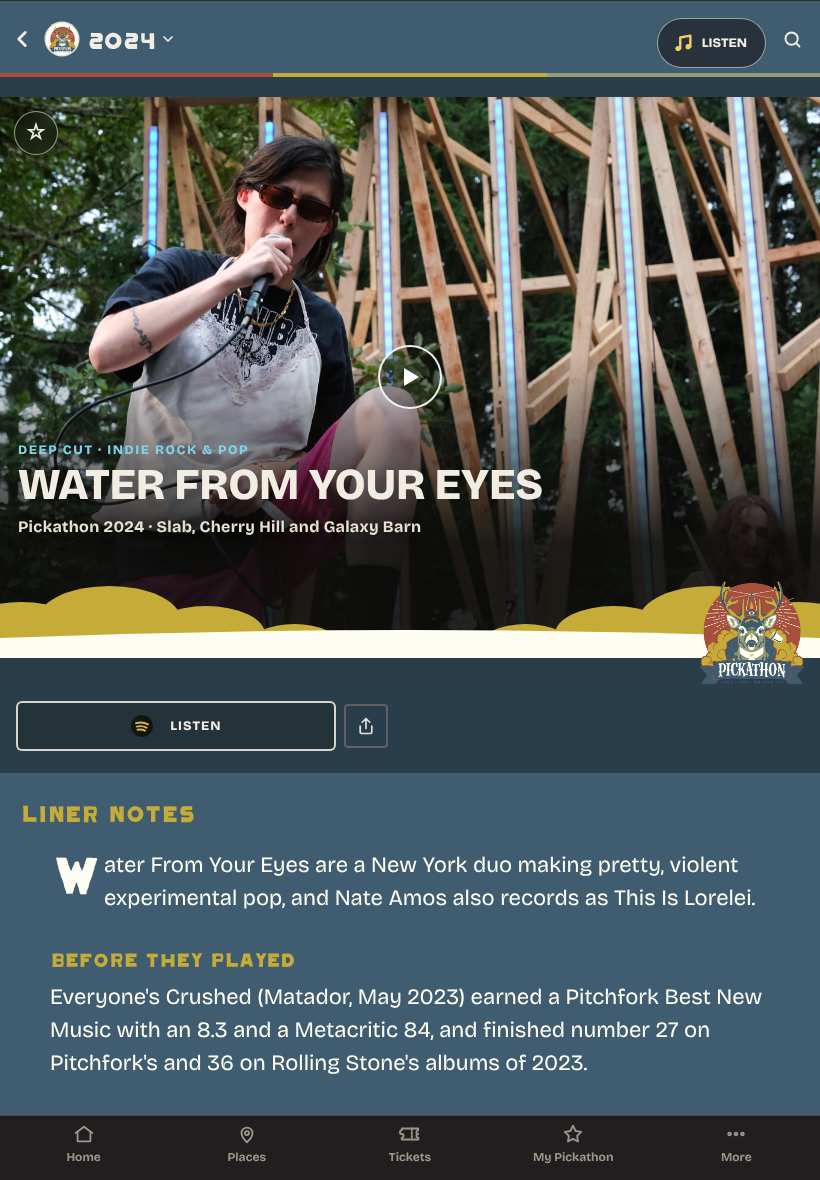 2024
LISTEN
DEEP CUT · INDIE ROCK & POP
WATER FROM YOUR EYES
Pickathon 2024 · Slab, Cherry Hill and Galaxy Barn
PICKATHON
LISTEN
LINER NOTES
Water From Your Eyes are a New York duo making pretty, violent
experimental pop, and Nate Amos also records as This Is Lorelei.
BEFORE THEY PLAYED
Everyone's Crushed (Matador, May 2023) earned a Pitchfork Best New
Music with an 8.3 and a Metacritic 84, and finished number 27 on
Pitchfork's and 36 on Rolling Stone's albums of 2023.
Home
Places
Tickets
My Pickathon
More